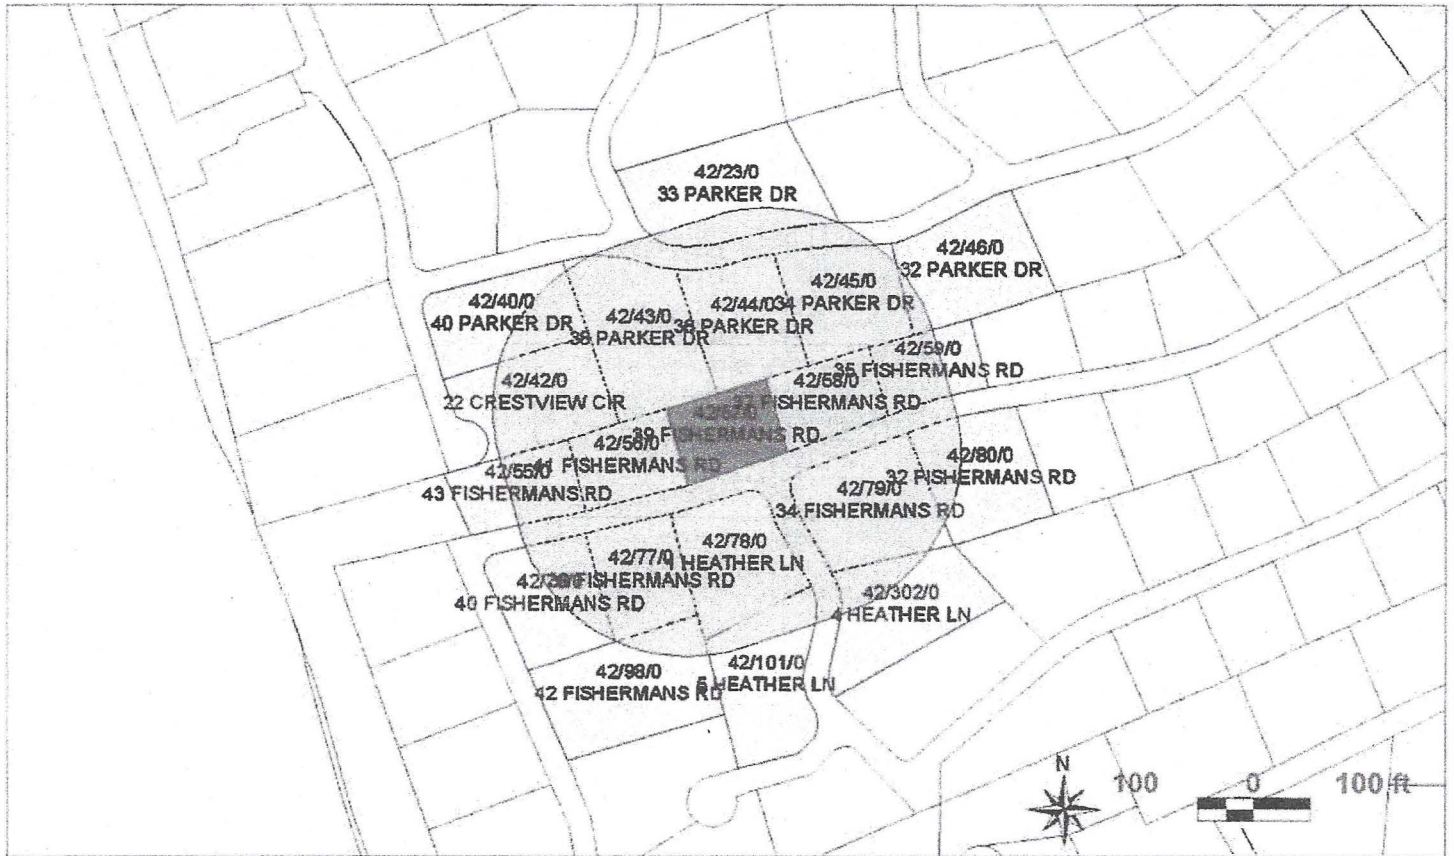 42/23/0
33 PARKER DR
42/46/0
32 PARKER DR
42/45/0
34 PARKER DR
42/40/0
40 PARKER DR
42/43/0
38 PARKER DR
42/44/0
36 PARKER DR
42/59/0
35 FISHERMANS RD
42/42/0
22 CRESTVIEW CIR
42/58/0
37 FISHERMANS RD
39 FISHERMANS RD
42/56/0
41 FISHERMANS RD
42/55/0
43 FISHERMANS RD
42/80/0
32 FISHERMANS RD
42/79/0
34 FISHERMANS RD
42/78/0
1 HEATHER LN
42/77/0
FISHERMANS RD
40 FISHERMANS RD
42/302/0
4 HEATHER LN
42/98/0
42 FISHERMANS RD
42/101/0
5 HEATHER LN
N
100 0 100 ft